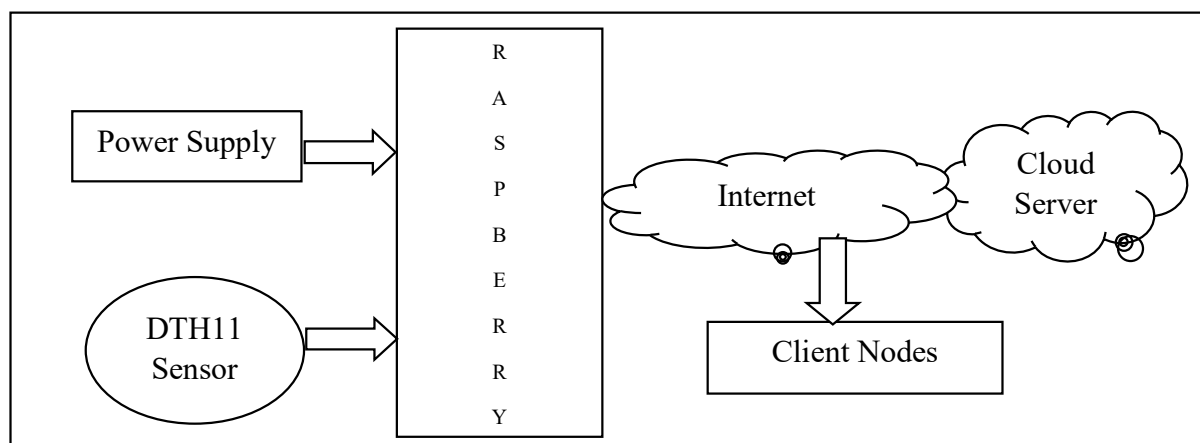 Power Supply
DTH11
Sensor
R
A
S
P
B
E
R
R
Y
Internet
Cloud
Server
Client Nodes